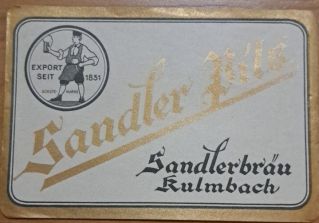 EXPORT
SEIT 1831
Sandler Pils
Sandlerbräu
Kulmbach